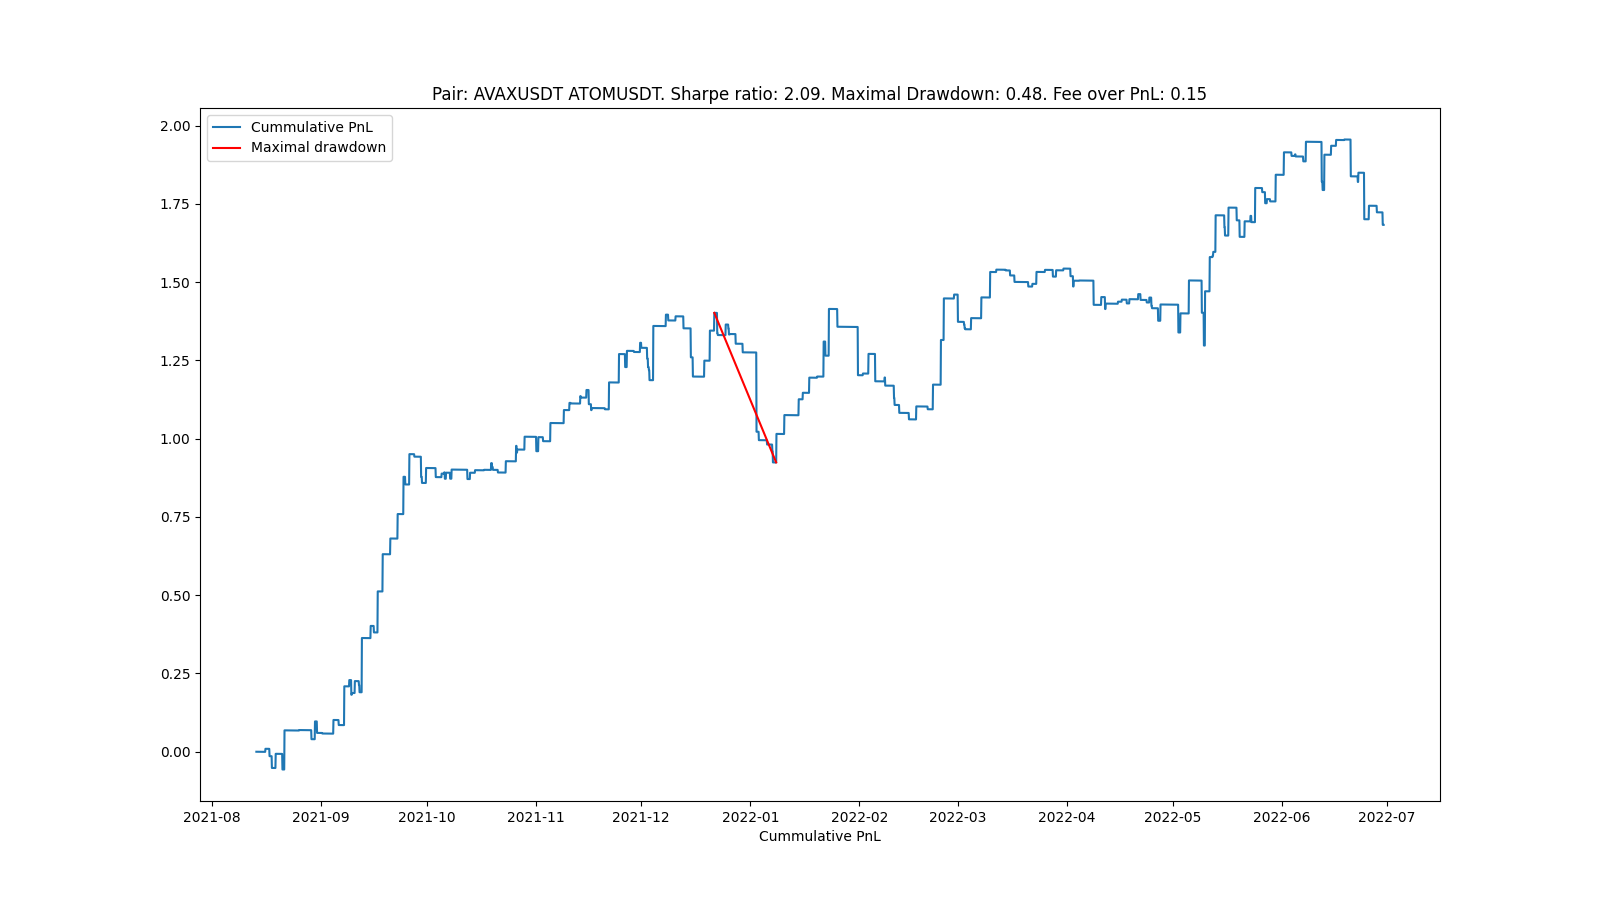 Pair: AVAXUSDT ATOMUSDT. Sharpe ratio: 2.09. Maximal Drawdown: 0.48. Fee over PnL: 0.15
Cummulative PnL
Maximal drawdown
2.00
1.75
1.50
1.25
1.00
0.75
0.50
0.25
0.00
2021-08 2021-09 2021-10 2021-11 2021-12 2022-01 2022-02 2022-03 2022-04 2022-05 2022-06 2022-07
Cummulative PnL